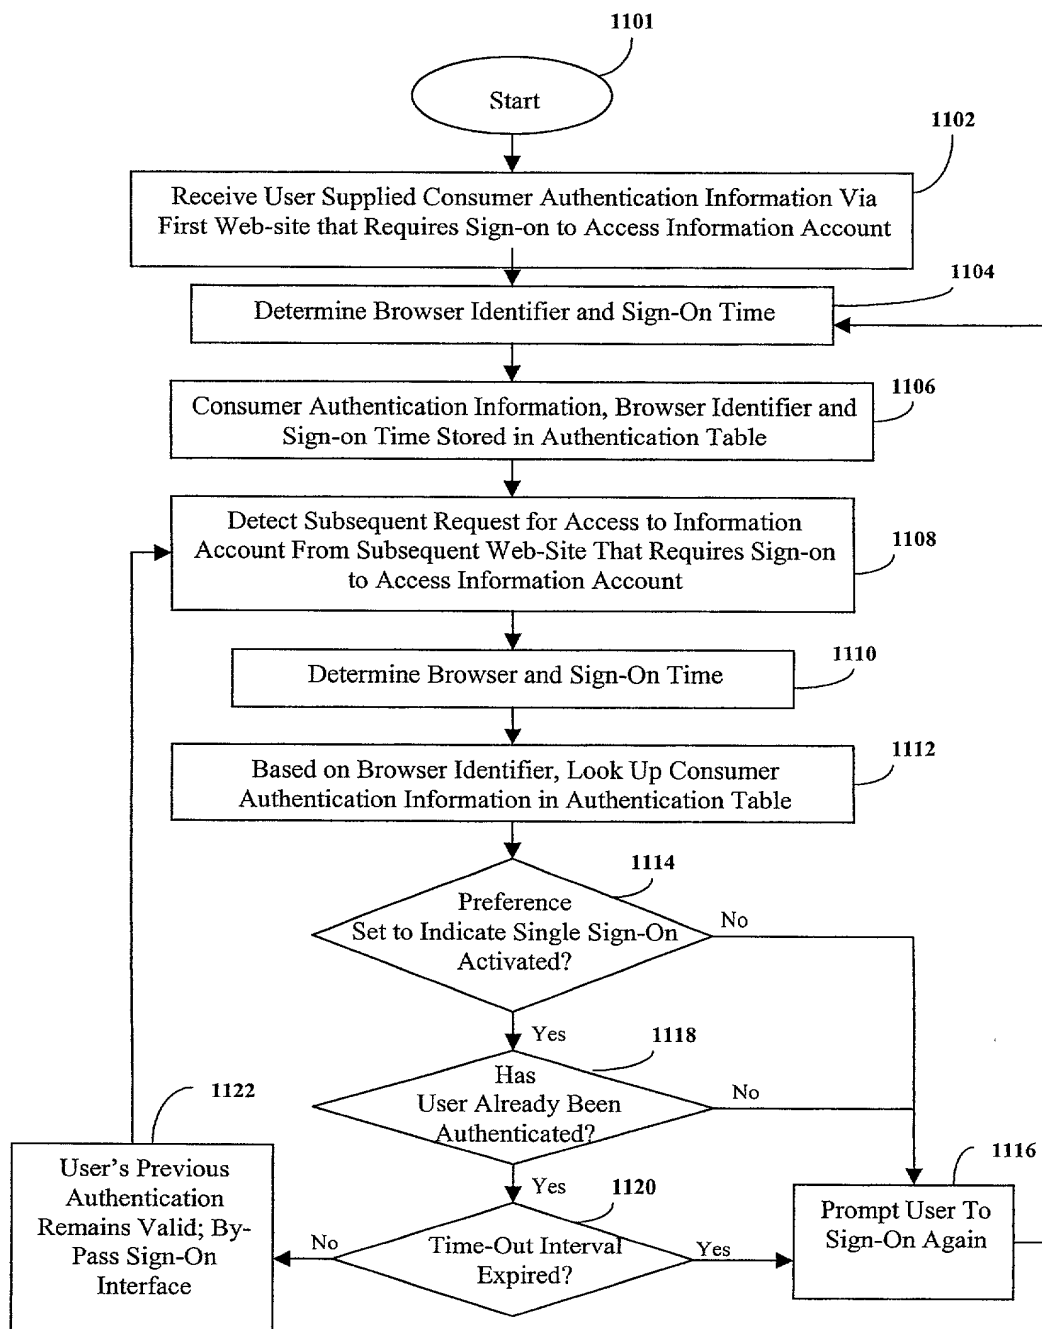 1101
Start
1102
Receive User Supplied Consumer Authentication Information Via
First Web-site that Requires Sign-on to Access Information Account
1104
Determine Browser Identifier and Sign-On Time
1106
Consumer Authentication Information, Browser Identifier and
Sign-on Time Stored in Authentication Table
Detect Subsequent Request for Access to Information
Account From Subsequent Web-Site That Requires Sign-on
to Access Information Account
1108
1110
Determine Browser and Sign-On Time
1112
Based on Browser Identifier, Look Up Consumer
Authentication Information in Authentication Table
1114
Preference
Set to Indicate Single Sign-On
Activated?
No
Yes
1118
Has
User Already Been
Authenticated?
No
Yes
1120
Time-Out Interval
Expired?
No
Yes
1122
User's Previous
Authentication
Remains Valid; By-
Pass Sign-On
Interface
1116
Prompt User To
Sign-On Again